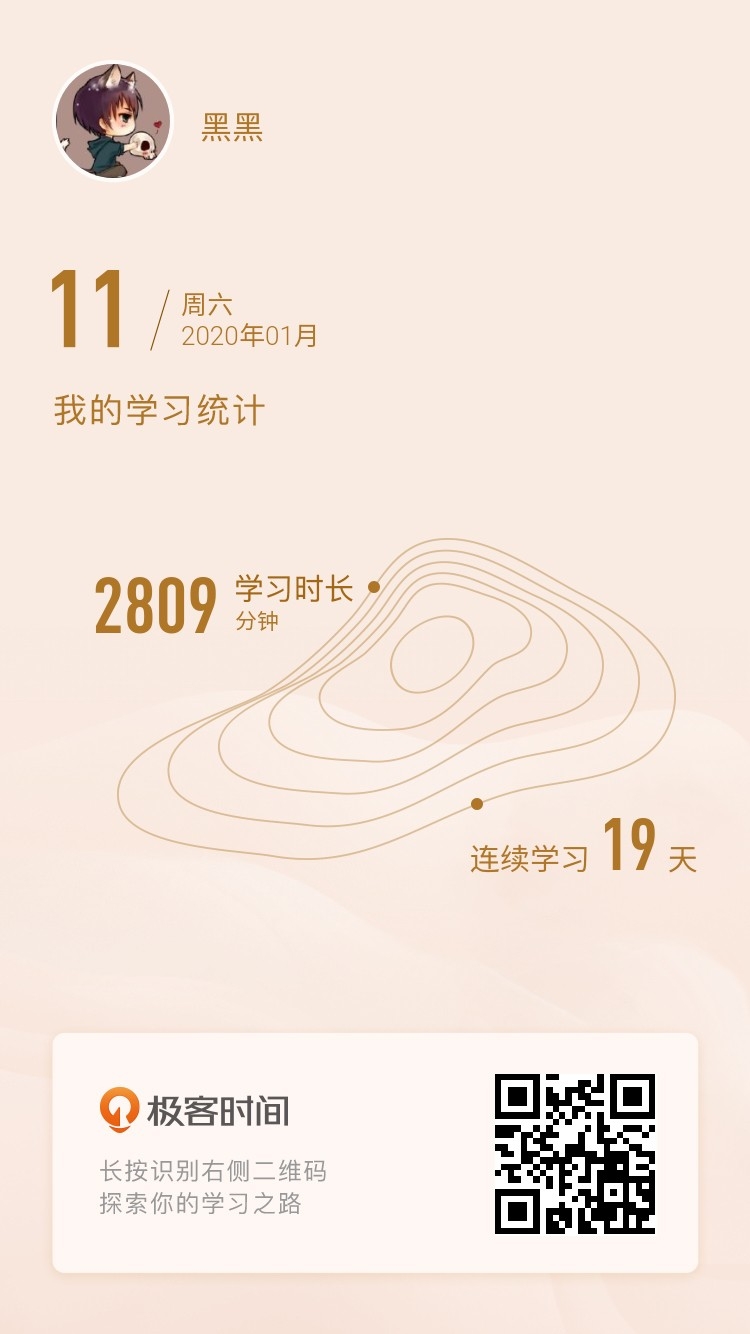 黑黑
11
周六
2020年01月
我的学习统计
2809 学习时长
分钟
连续学习 19 天
极客时间
长按识别右侧二维码
探索你的学习之路